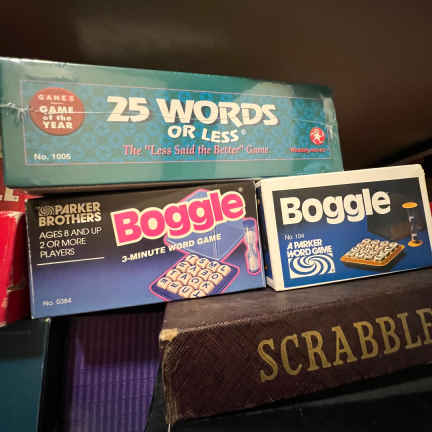 GAMES
GAME
of the
YEAR
25 WORDS
OR LESS®
The "Less Said the Better" Game
No. 1005
PARKER
BROTHERS
AGES 8 AND UP
2 OR MORE
PLAYERS
Boggle®
3-MINUTE WORD GAME
No. 0384
Boggle®
No. 104
A PARKER
WORD GAME
SCRABBLE